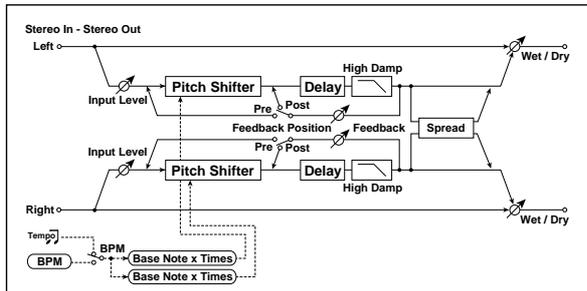 Stereo In - Stereo Out
Left
Wet / Dry
High Damp
Pitch Shifter
Delay
Input Level
Pre
Post
Feedback Position
Feedback
Spread
Pre
Post
Input Level
Pitch Shifter
Delay
High Damp
Right
Wet / Dry
Tempo
BPM
BPM
Base Note x Times
Base Note x Times